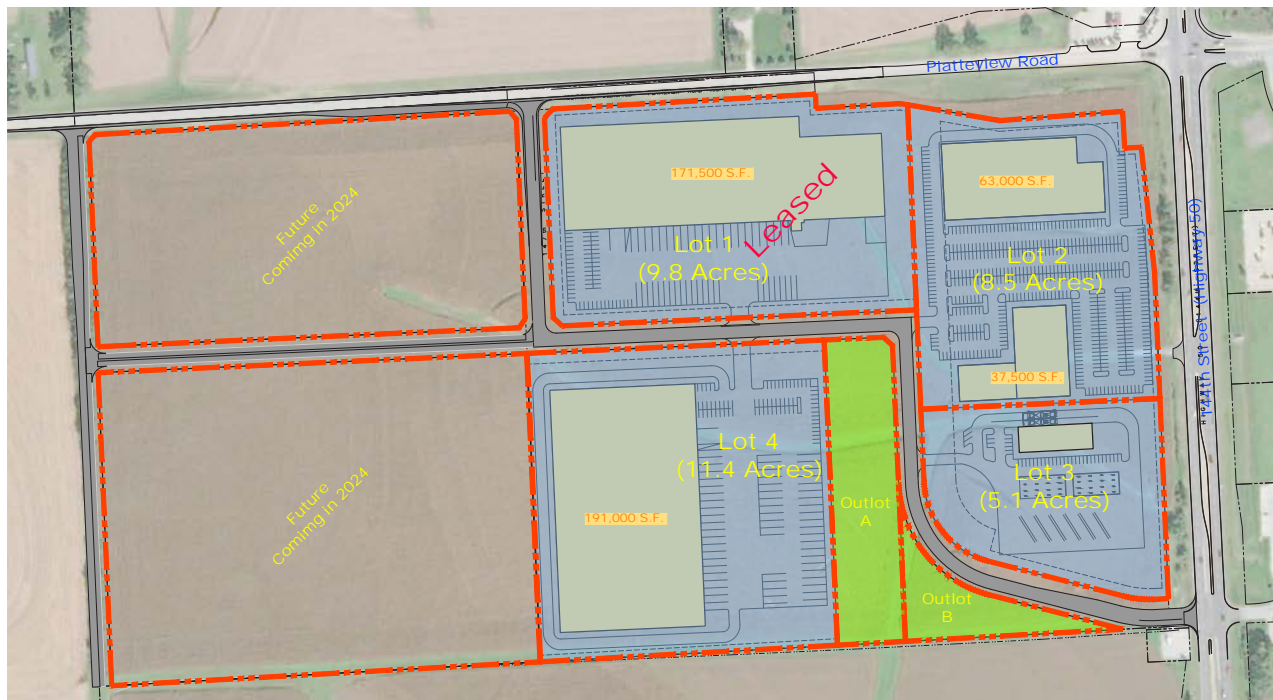 Platteview Road
171,500 S.F.
Leased
Lot 1
(9.8 Acres)
63,000 S.F.
Lot 2
(8.5 Acres)
37,500 S.F.
144th Street (Highway 50)
Future
Comimg in 2024
Future
Comimg in 2024
Lot 4
(11.4 Acres)
191,000 S.F.
Outlot
A
Outlot
B
Lot 3
(5.1 Acres)